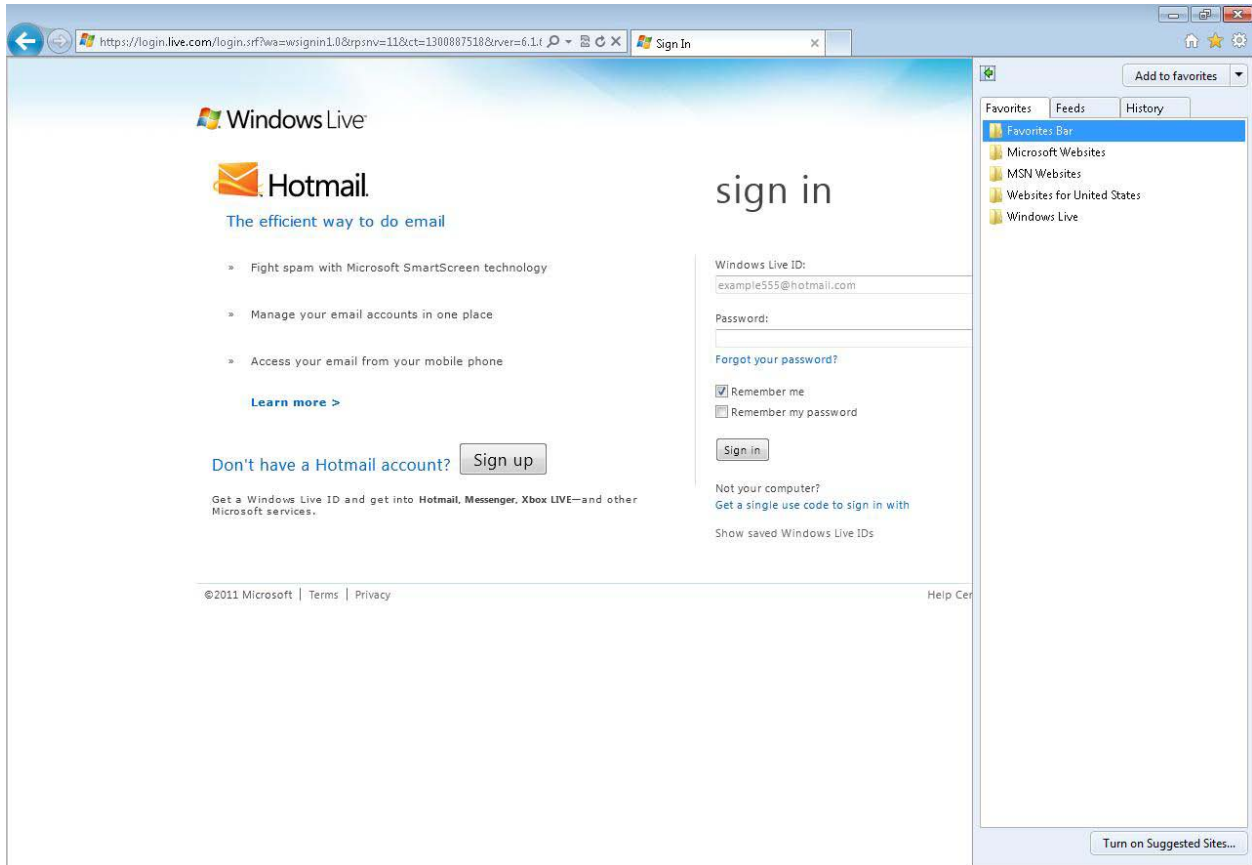 https://login.live.com/login.srf?wa=wsignin1.0&rpsnv=11&ct=1300887518&rver=6.1.
Sign In
Add to favorites
Favorites Feeds History
Favorites Bar
Microsoft Websites
MSN Websites
Websites for United States
Windows Live
Turn on Suggested Sites...
Windows Live
Hotmail
The efficient way to do email
» Fight spam with Microsoft SmartScreen technology
» Manage your email accounts in one place
» Access your email from your mobile phone
Learn more >
Don't have a Hotmail account? Sign up
Get a Windows Live ID and get into Hotmail, Messenger, Xbox LIVE—and other
Microsoft services.
sign in
Windows Live ID:
example555@hotmail.com
Password:
Forgot your password?
Remember me
Remember my password
Sign in
Not your computer?
Get a single use code to sign in with
Show saved Windows Live IDs
©2011 Microsoft | Terms | Privacy
Help Cer